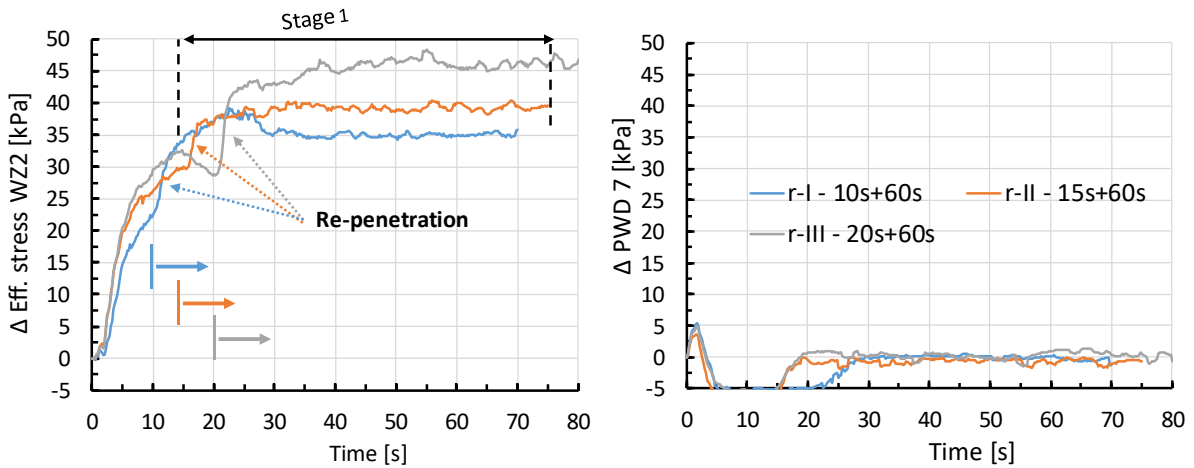 Stage 1
Δ Eff. stress WZ2 [kPa]
50
45
40
35
30
25
20
15
10
5
0
-5
Re-penetration
0 10 20 30 40 50 60 70 80
Time [s]
Δ PWD 7 [kPa]
50
45
40
35
30
25
20
15
10
5
0
-5
r-I - 10s+60s
r-II - 15s+60s
r-III - 20s+60s
0 10 20 30 40 50 60 70 80
Time [s]